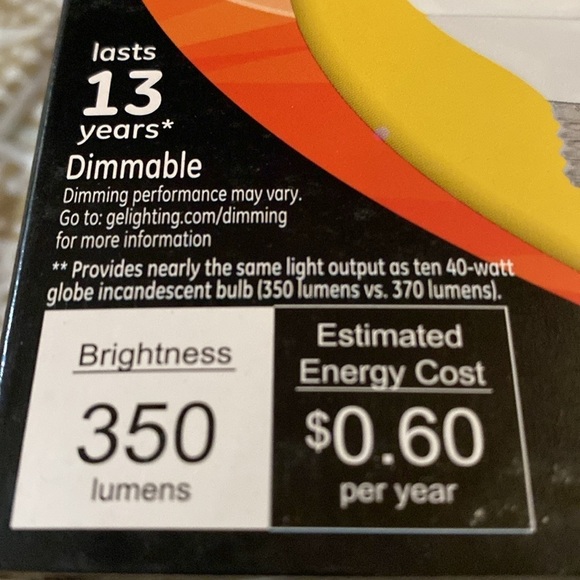 lasts
13
years*
Dimmable
Dimming performance may vary.
Go to: gelighting.com/dimming
for more information
** Provides nearly the same light output as ten 40-watt
globe incandescent bulb (350 lumens vs. 370 lumens).
Brightness
350
lumens
Estimated
Energy Cost
$0.60
per year